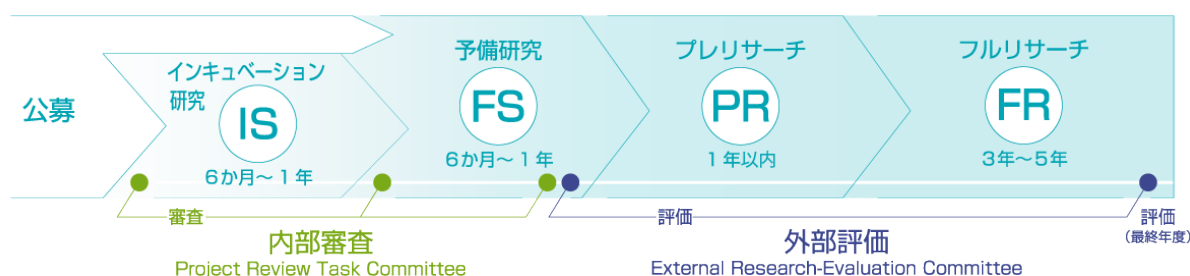 公募
インキュベーション
研究
IS
6か月〜1年
予備研究
FS
6か月〜1年
プレリサーチ
PR
1年以内
フルリサーチ
FR
3年〜5年
審査
内部審査
Project Review Task Committee
評価
外部評価
External Research-Evaluation Committee
評価
（最終年度）